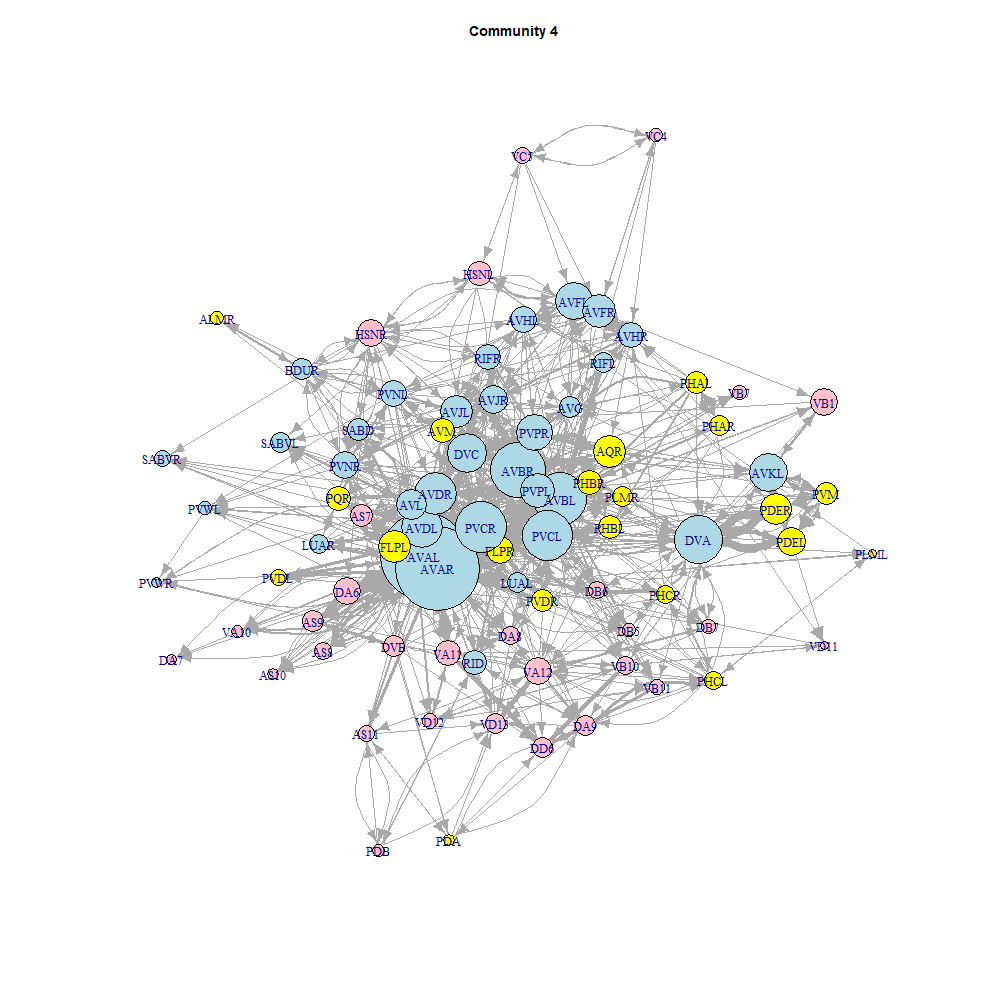 Community 4
VC4
VC5
HSNL
AVFL
AVFR
ALMR
AVHL
HSNR
AVHR
RIFR
RIFL
BDUR
PHAL
VB7
PVNL
AVJR
VB1
AVG
AVJL
PHAR
SABD
AVM
PVPR
SABVL
AQR
DVC
SABVR
PVNR
AVBR
AVKL
PHBR
PVPL
AVDR
PVM
PLMR
PQR
AVBL
AVL
PVWL
PDER
AS7
PHBL
AVDL
PVCR
PVCL
DVA
PDEL
LUAR
FLPL
FLPR
PLML
AVAL
AVAR
PVDL
PVWR
LUAL
DA6
DB6
PHCR
PVDR
AS9
DB7
VA10
DB5
DA8
VD11
DVB
AS8
VA11
DA7
RID
VB10
VA12
AS10
PHCL
VB11
VD12
VD13
DA9
AS11
DD6
PDA
PDB